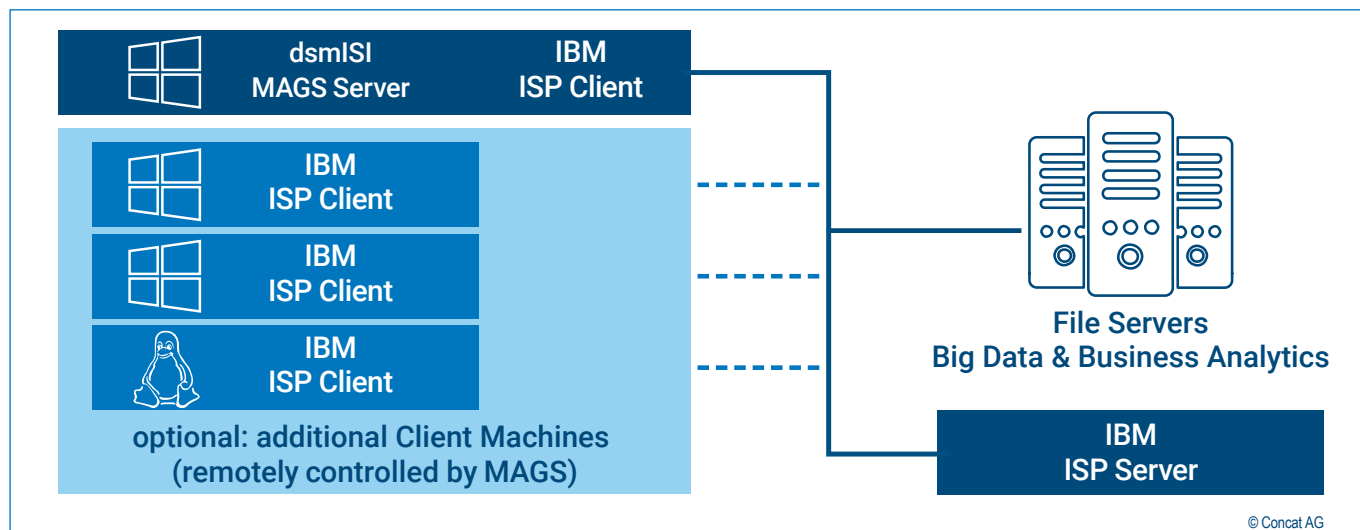 dsmISI
MAGS Server
IBM
ISP Client
IBM
ISP Client
IBM
ISP Client
IBM
ISP Client
optional: additional Client Machines
(remotely controlled by MAGS)
File Servers
Big Data & Business Analytics
IBM
ISP Server
© Concat AG